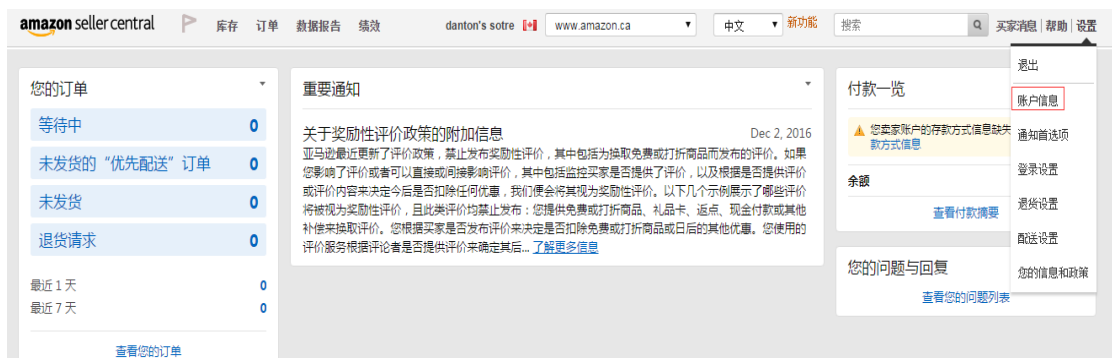 amazon seller central 库存 订单 数据报告 绩效 danton's sotre www.amazon.ca 中文 新功能 搜索 买家消息 | 帮助 | 设置
您的订单
等待中 0
未发货的“优先配送”订单 0
未发货 0
退货请求 0
最近 1 天 0
最近 7 天 0
查看您的订单
重要通知
关于奖励性评价政策的附加信息 Dec 2, 2016
亚马逊最近更新了评价政策，禁止发布奖励性评价，其中包括为换取免费或打折商品而发布的评价。如果
您影响了评价或者可以直接或间接影响评价，其中包括监控买家是否提供了评价，以及根据是否提供评价
或评价内容来决定今后是否扣除任何优惠，我们便会将其视为奖励性评价。以下几个示例展示了哪些评价
将被视为奖励性评价，且此类评价均禁止发布：您提供免费或打折商品、礼品卡、返点、现金付款或其他
补偿来换取评价。您根据买家是否发布评价来决定是否扣除免费或打折商品或日后的其他优惠。您使用的
评价服务根据评论者是否提供评价来确定其后... 了解更多信息
付款一览
您卖家账户的存款方式信息缺失
款方式信息
余额
查看付款摘要
您的问题与回复
查看您的问题列表
退出
账户信息
通知首选项
登录设置
退货设置
配送设置
您的信息和政策